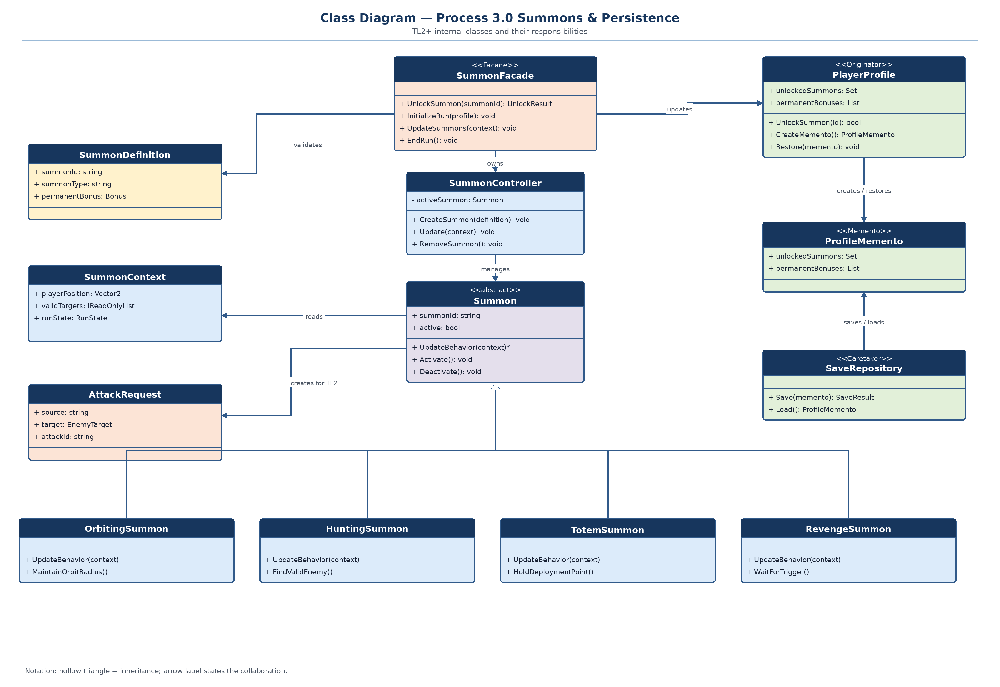 Class Diagram — Process 3.0 Summons & Persistence
TL2+ internal classes and their responsibilities
<<Facade>>
SummonFacade
+ UnlockSummon(summonId): UnlockResult
+ InitializeRun(profile): void
+ UpdateSummons(context): void
+ EndRun(): void
<<Originator>>
PlayerProfile
+ unlockedSummons: Set
+ permanentBonuses: List
+ UnlockSummon(id): bool
+ CreateMemento(): ProfileMemento
+ Restore(memento): void
updates
validates
owns
SummonDefinition
+ summonId: string
+ summonType: string
+ permanentBonus: Bonus
SummonController
- activeSummon: Summon
+ CreateSummon(definition): void
+ Update(context): void
+ RemoveSummon(): void
creates / restores
<<Memento>>
ProfileMemento
+ unlockedSummons: Set
+ permanentBonuses: List
manages
SummonContext
+ playerPosition: Vector2
+ validTargets: IReadOnlyList
+ runState: RunState
<<abstract>>
Summon
+ summonId: string
+ active: bool
+ UpdateBehavior(context)*
+ Activate(): void
+ Deactivate(): void
reads
saves / loads
creates for TL2
<<Caretaker>>
SaveRepository
+ Save(memento): SaveResult
+ Load(): ProfileMemento
AttackRequest
+ source: string
+ target: EnemyTarget
+ attackId: string
OrbitingSummon
+ UpdateBehavior(context)
+ MaintainOrbitRadius()
HuntingSummon
+ UpdateBehavior(context)
+ FindValidEnemy()
TotemSummon
+ UpdateBehavior(context)
+ HoldDeploymentPoint()
RevengeSummon
+ UpdateBehavior(context)
+ WaitForTrigger()
Notation: hollow triangle = inheritance; arrow label states the collaboration.